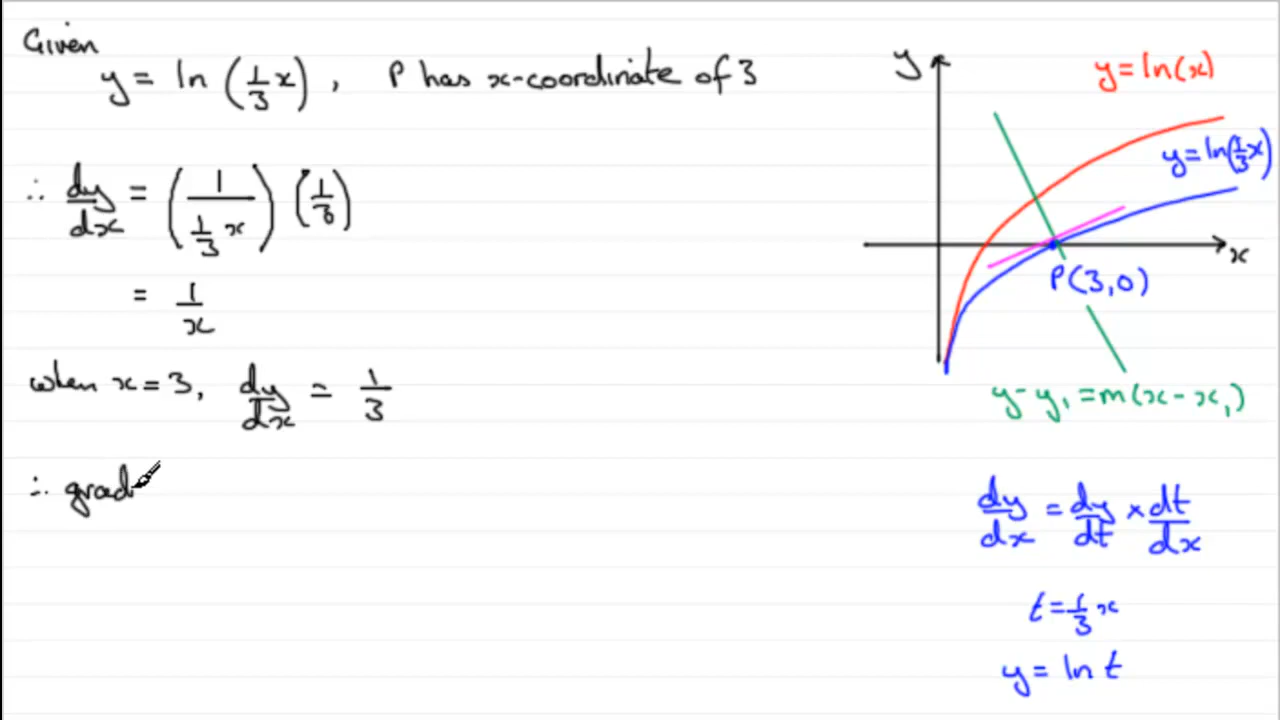 Given
y = ln (1/3 x), P has x-coordinate of 3
∴ dy/dx = (1/(1/3 x)) (1/3)
= 1/x
when x = 3, dy/dx = 1/3
∴ gradi
y
y = ln(x)
y = ln(1/3 x)
x
P(3,0)
y - y₁ = m(x - x₁)
dy/dx = dy/dt × dt/dx
t = 1/3 x
y = ln t